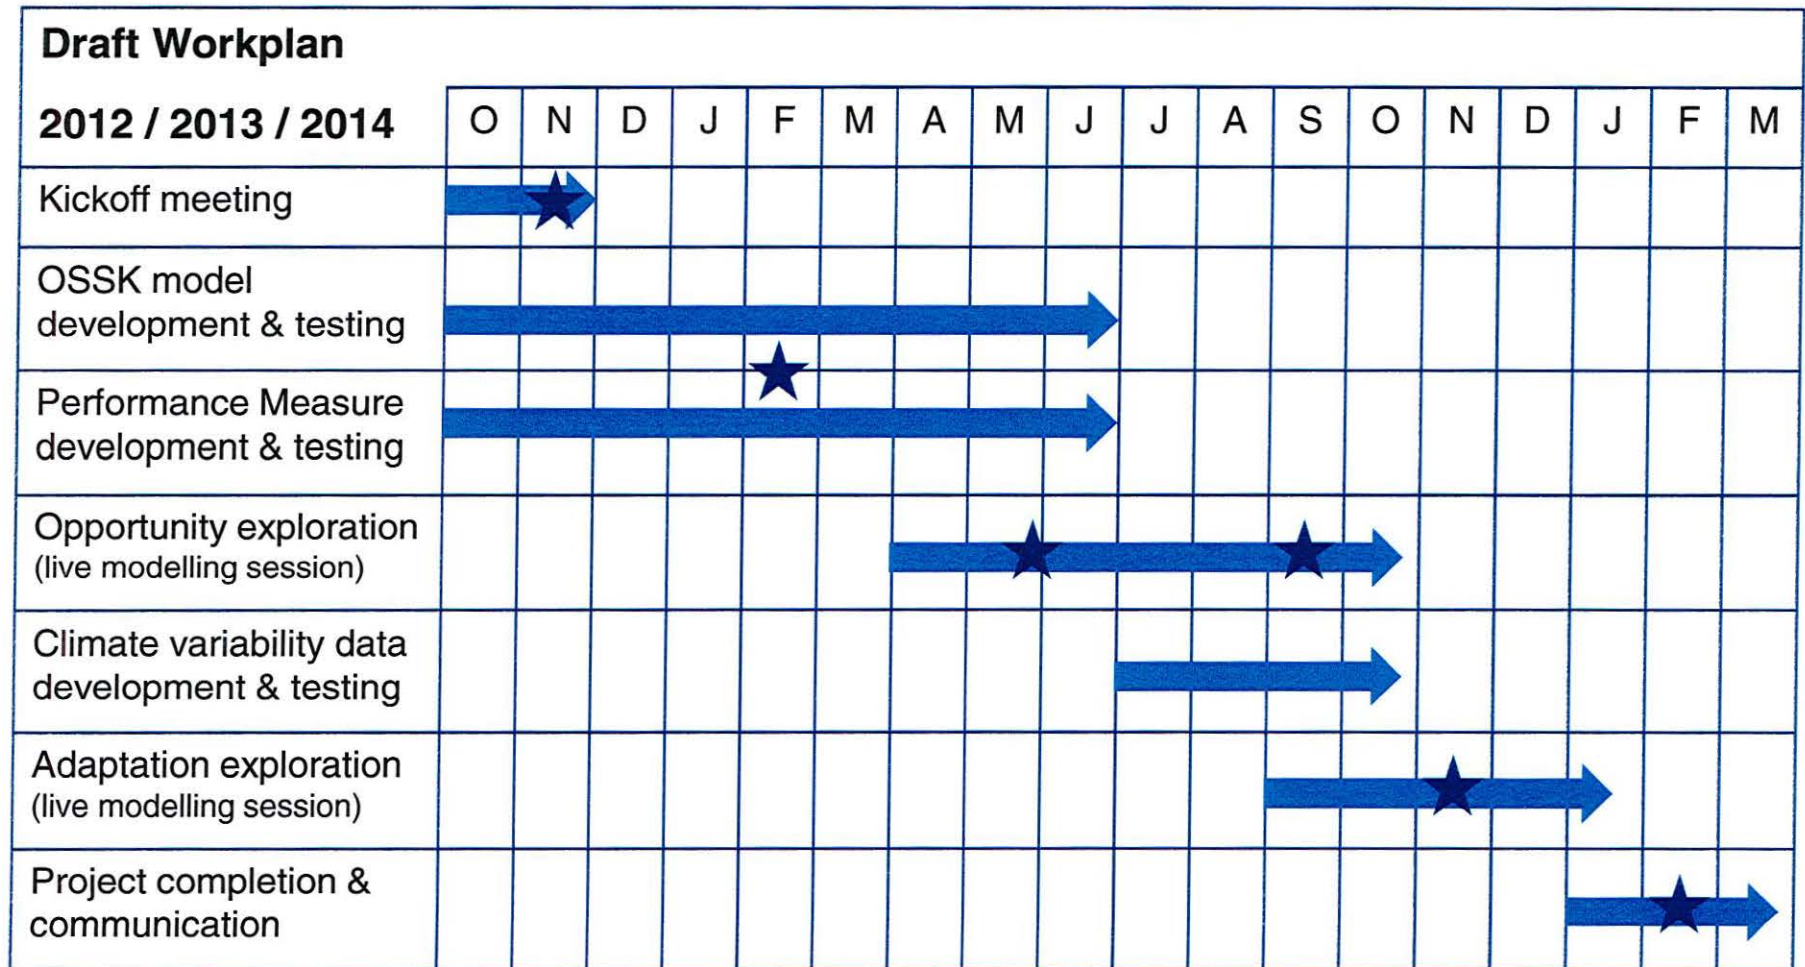 Draft Workplan
2012 / 2013 / 2014 O N D J F M A M J J A S O N D J F M
Kickoff meeting
OSSK model
development & testing
Performance Measure
development & testing
Opportunity exploration
(live modelling session)
Climate variability data
development & testing
Adaptation exploration
(live modelling session)
Project completion &
communication